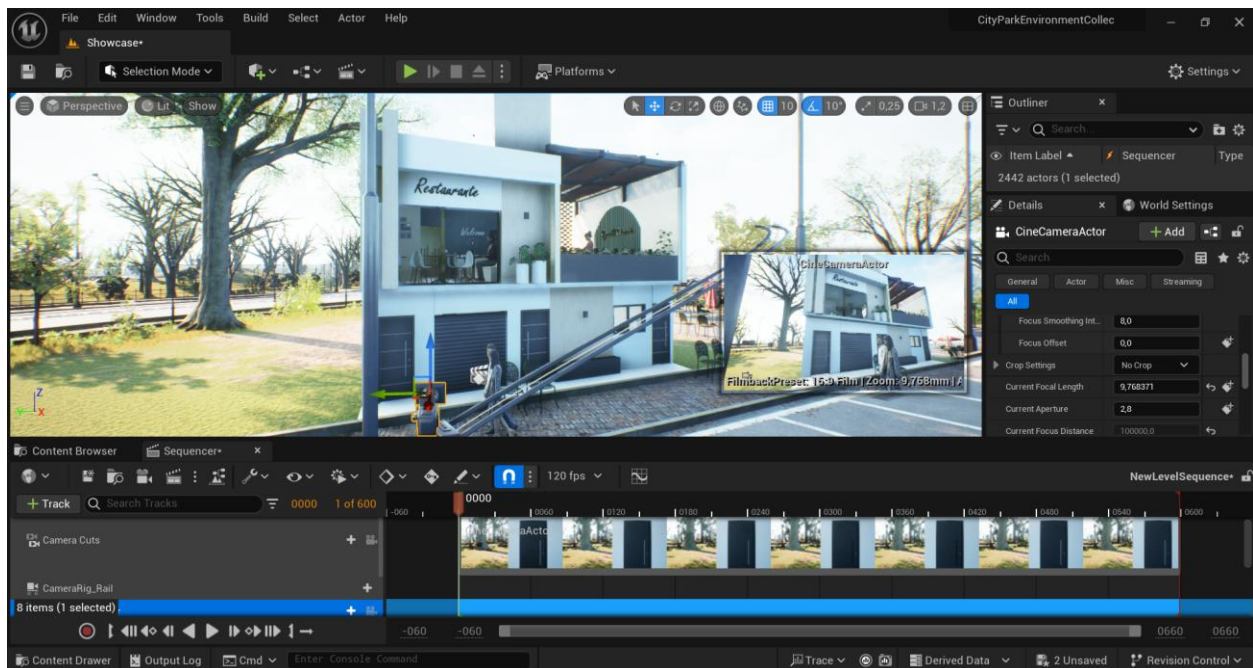 File Edit Window Tools Build Select Actor Help
CityParkEnvironmentCollec
Showcase•
Selection Mode
Platforms
Settings
Perspective Lit Show
10 10° 0,25 1,2
Restaurante
Welcome
CineCameraActor
Restaurante
FilmbackPreset: 16:9 Film | Zoom: 9,768mm | A
Z
X
Outliner
Search...
Item Label Sequencer Type
2442 actors (1 selected)
Details World Settings
CineCameraActor Add
Search
General Actor Misc Streaming
All
Focus Smoothing Int... 8,0
Focus Offset 0,0
Crop Settings No Crop
Current Focal Length 9,768371
Current Aperture 2,8
Current Focus Distance 100000,0
Content Browser Sequencer•
120 fps
NewLevelSequence•
+ Track Search Tracks 0000 1 of 600
-060 0000 0060 0120 0180 0240 0300 0360 0420 0480 0540 0600
Camera Cuts
CineCameraActor
CameraRig_Rail
8 items (1 selected)
-060 -060 0660 0660
Content Drawer Output Log Cmd Enter Console Command
Trace Derived Data 2 Unsaved Revision Control